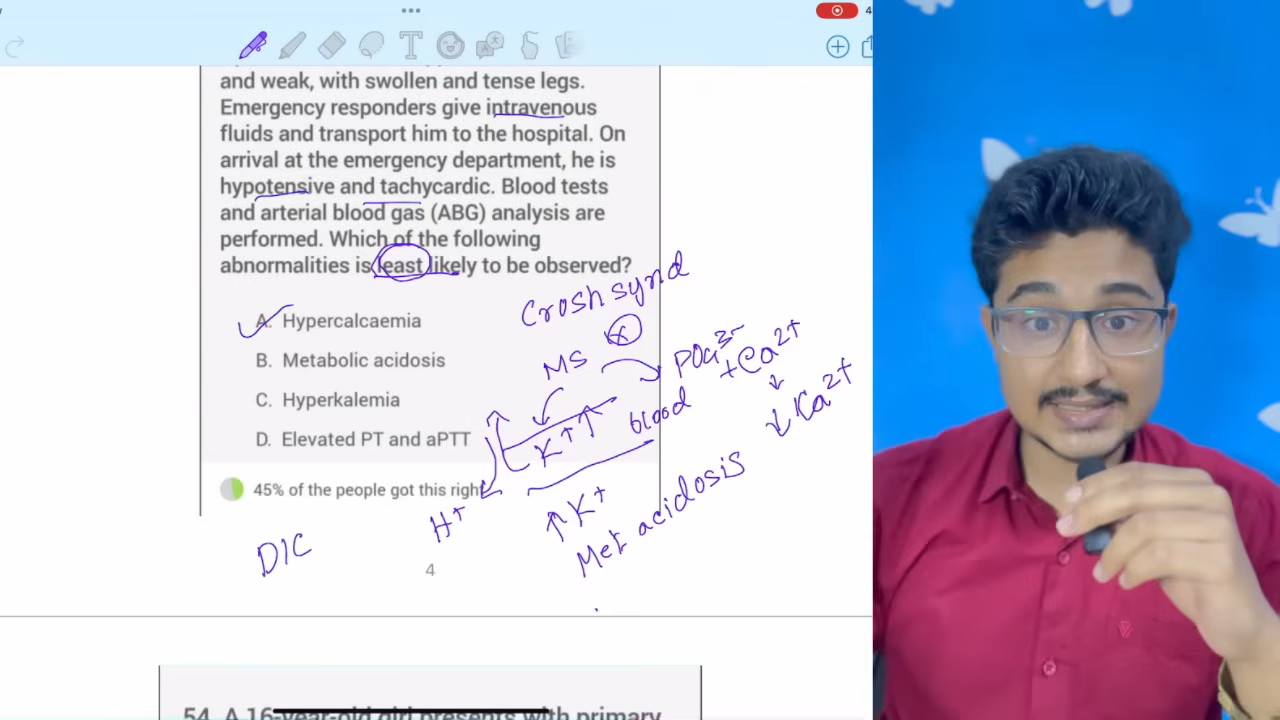 4
and weak, with swollen and tense legs.
Emergency responders give intravenous
fluids and transport him to the hospital. On
arrival at the emergency department, he is
hypotensive and tachycardic. Blood tests
and arterial blood gas (ABG) analysis are
performed. Which of the following
abnormalities is least likely to be observed?
Crosh synd
A. Hypercalcaemia
MS
PO4³⁻ + Ca²⁺
B. Metabolic acidosis
↓ Ca²⁺
C. Hyperkalemia
blood
K⁺↑
D. Elevated PT and aPTT
45% of the people got this right
H⁺
↑K⁺
Met acidosis
DIC
4
54. A 16-year-old girl presents with primary